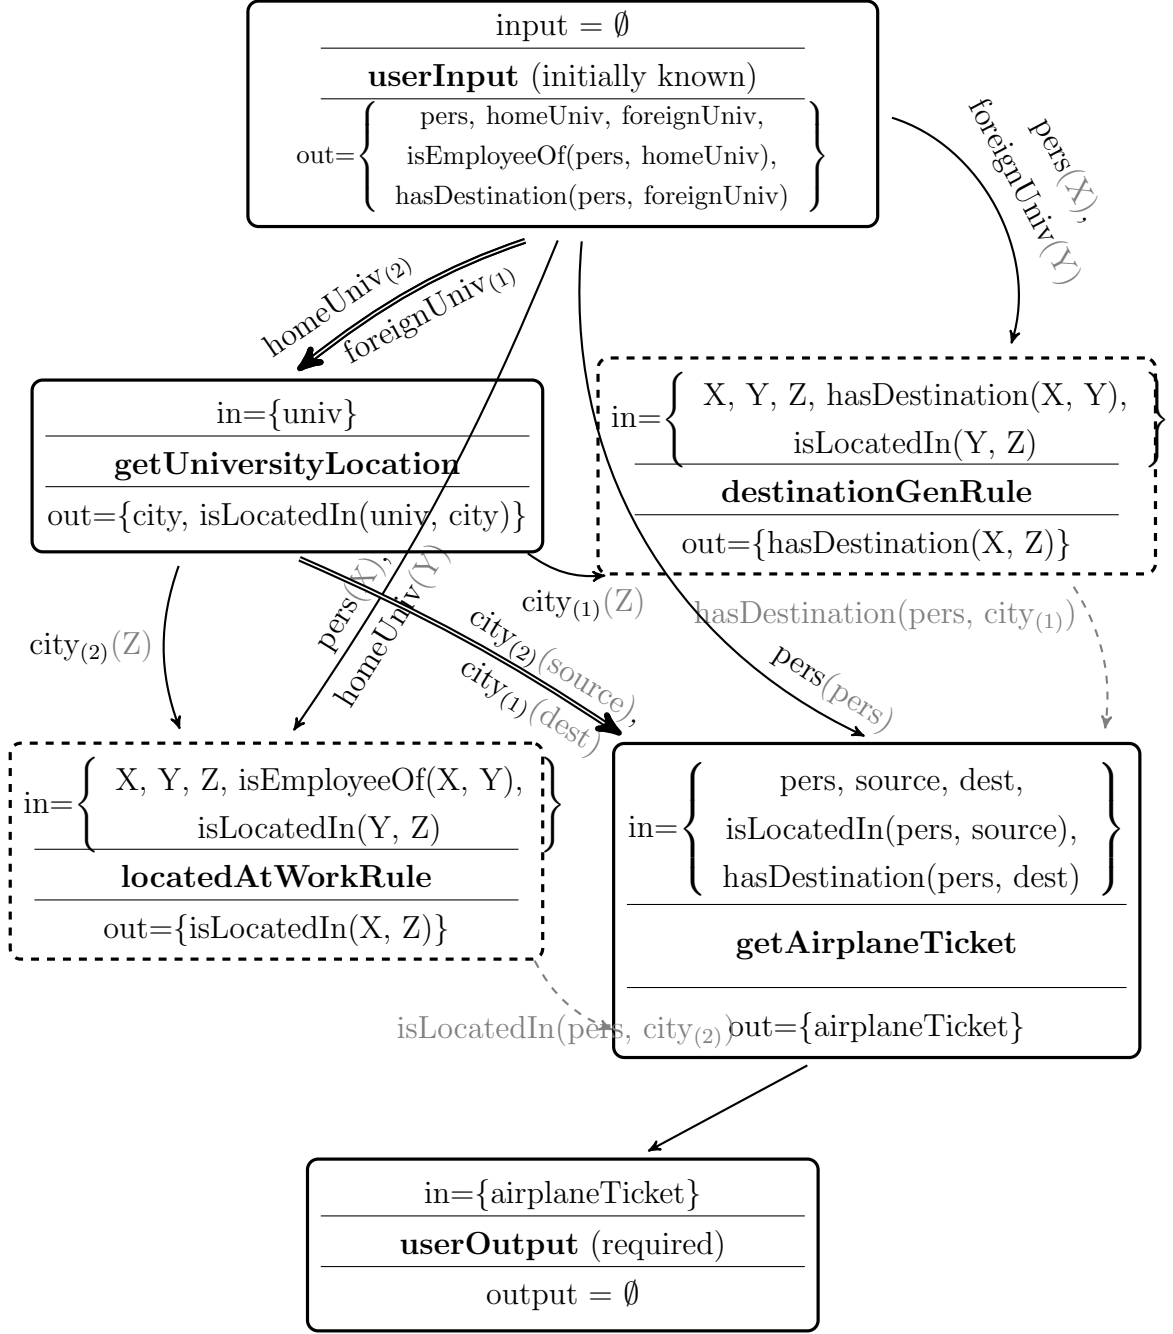 input = ∅
userInput (initially known)
out={ pers, homeUniv, foreignUniv,
isEmployeeOf(pers, homeUniv),
hasDestination(pers, foreignUniv) }
pers(X),
foreignUniv(Y)
homeUniv(2)
foreignUniv(1)
in={univ}
getUniversityLocation
out={city, isLocatedIn(univ, city)}
in={ X, Y, Z, hasDestination(X, Y),
isLocatedIn(Y, Z) }
destinationGenRule
out={hasDestination(X, Z)}
city(2)(Z)
pers(X),
homeUniv(Y)
city(2)(source),
city(1)(dest)
city(1)(Z)
hasDestination(pers, city(1))
pers(pers)
in={ X, Y, Z, isEmployeeOf(X, Y),
isLocatedIn(Y, Z) }
locatedAtWorkRule
out={isLocatedIn(X, Z)}
in={ pers, source, dest,
isLocatedIn(pers, source),
hasDestination(pers, dest) }
getAirplaneTicket
out={airplaneTicket}
isLocatedIn(pers, city(2))
in={airplaneTicket}
userOutput (required)
output = ∅